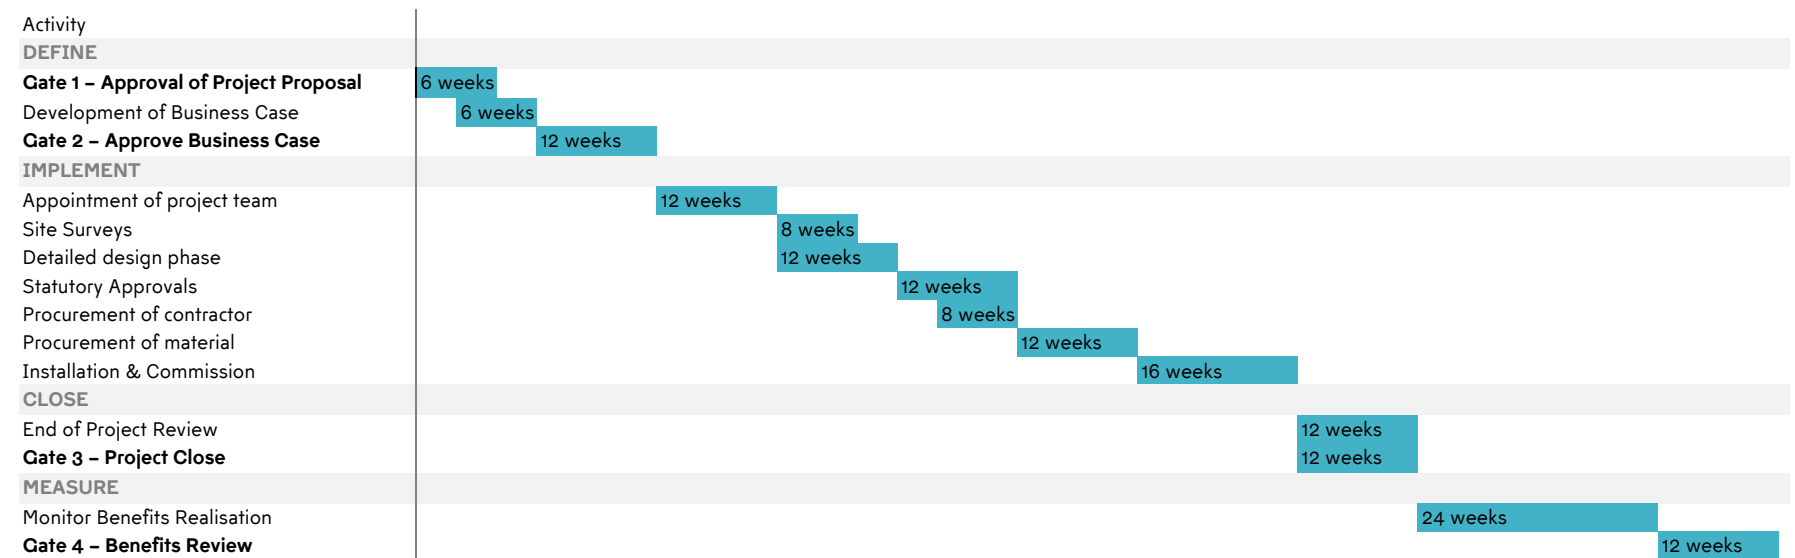 Activity
DEFINE
Gate 1 – Approval of Project Proposal 6 weeks
Development of Business Case 6 weeks
Gate 2 – Approve Business Case 12 weeks
IMPLEMENT
Appointment of project team 12 weeks
Site Surveys 8 weeks
Detailed design phase 12 weeks
Statutory Approvals 12 weeks
Procurement of contractor 8 weeks
Procurement of material 12 weeks
Installation & Commission 16 weeks
CLOSE
End of Project Review 12 weeks
Gate 3 – Project Close 12 weeks
MEASURE
Monitor Benefits Realisation 24 weeks
Gate 4 – Benefits Review 12 weeks